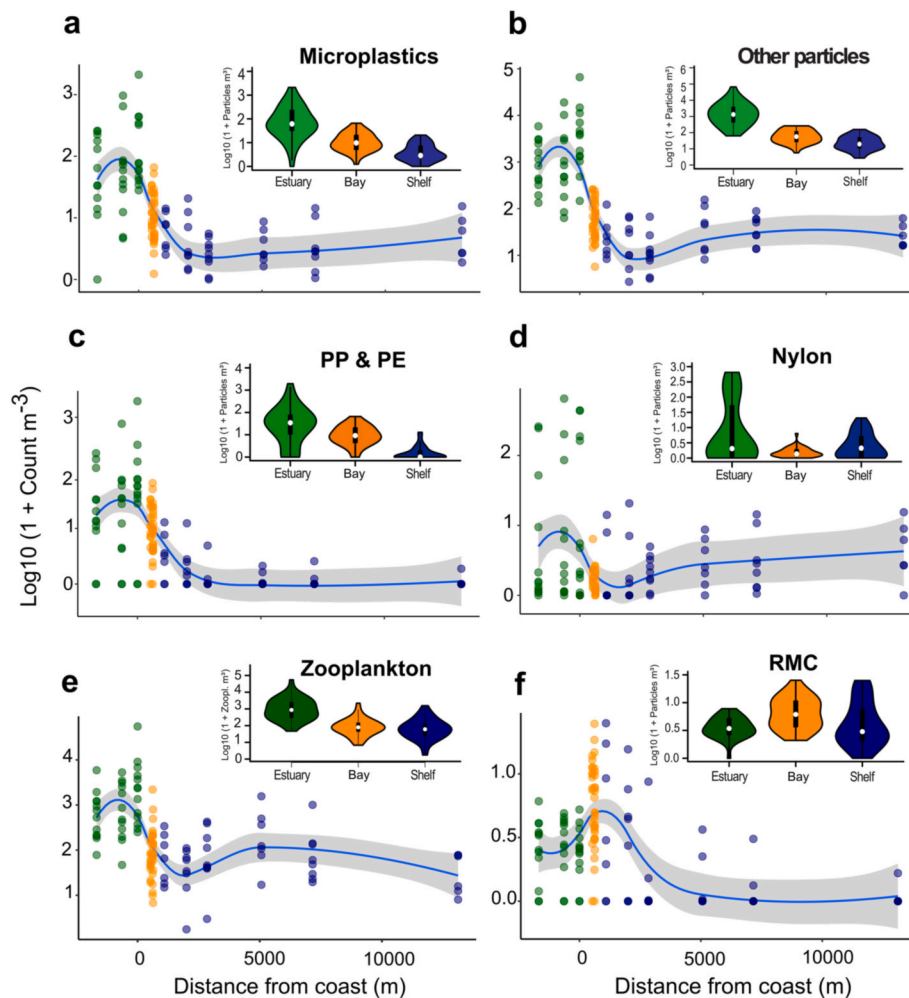 a
Microplastics
Log10 (1 + Particles m³)
4
3
2
1
0
Estuary
Bay
Shelf
3
2
1
0
b
Other particles
Log10 (1 + Particles m³)
6
5
4
3
2
1
0
Estuary
Bay
Shelf
5
4
3
2
1
c
PP & PE
Log10 (1 + Particles m³)
4
3
2
1
0
Estuary
Bay
Shelf
3
2
1
0
d
Nylon
Log10 (1 + Particles m³)
3.0
2.5
2.0
1.5
1.0
0.5
0.0
Estuary
Bay
Shelf
2
1
0
Log10 (1 + Count m-3)
e
Zooplankton
Log10 (1 + Zoopl. m³)
5
4
3
2
1
0
Estuary
Bay
Shelf
4
3
2
1
0
5000
10000
Distance from coast (m)
f
RMC
Log10 (1 + Particles m³)
1.5
1.0
0.5
0.0
Estuary
Bay
Shelf
1.0
0.5
0.0
0
5000
10000
Distance from coast (m)